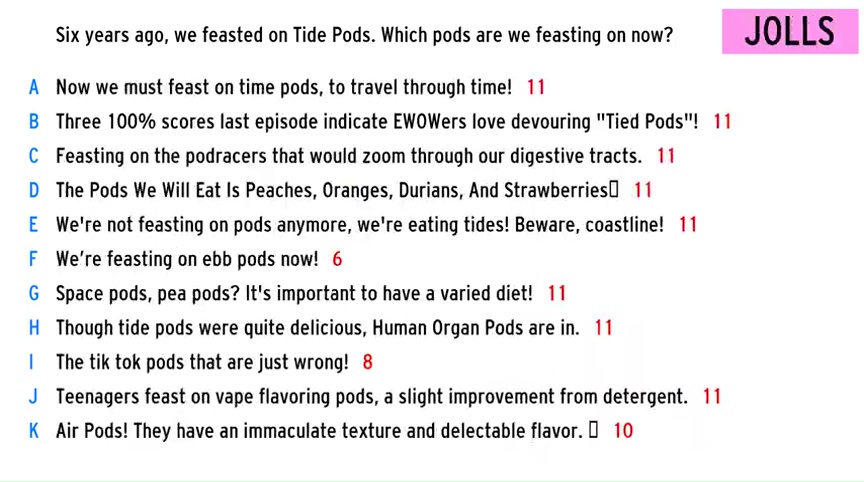 Six years ago, we feasted on Tide Pods. Which pods are we feasting on now?
JOLLS
A Now we must feast on time pods, to travel through time! 11
B Three 100% scores last episode indicate EWOWers love devouring "Tied Pods"! 11
C Feasting on the podracers that would zoom through our digestive tracts. 11
D The Pods We Will Eat Is Peaches, Oranges, Durians, And Strawberries▯ 11
E We're not feasting on pods anymore, we're eating tides! Beware, coastline! 11
F We’re feasting on ebb pods now! 6
G Space pods, pea pods? It's important to have a varied diet! 11
H Though tide pods were quite delicious, Human Organ Pods are in. 11
I The tik tok pods that are just wrong! 8
J Teenagers feast on vape flavoring pods, a slight improvement from detergent. 11
K Air Pods! They have an immaculate texture and delectable flavor. ▯ 10